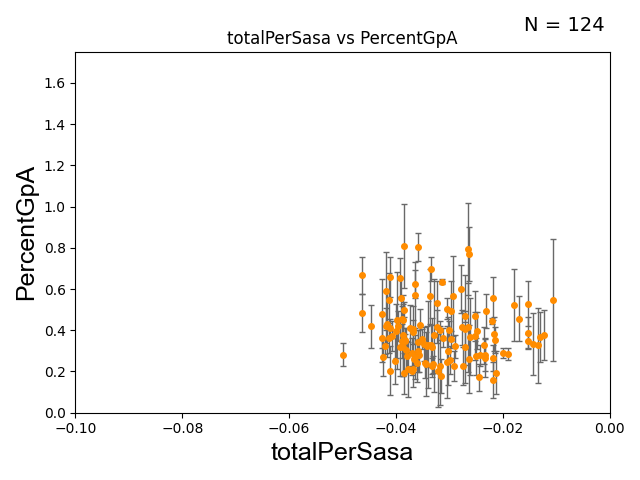 N = 124
totalPerSasa vs PercentGpA
PercentGpA
1.6
1.4
1.2
1.0
0.8
0.6
0.4
0.2
0.0
−0.10 −0.08 −0.06 −0.04 −0.02 0.00
totalPerSasa